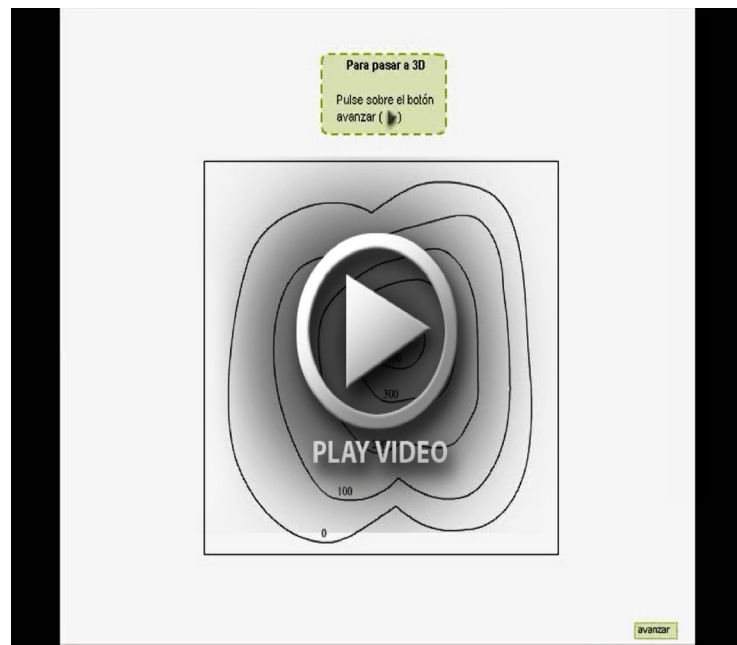 Para pasar a 3D
Pulse sobre el botón
avanzar ( )
300
PLAY VIDEO
100
0
avanzar